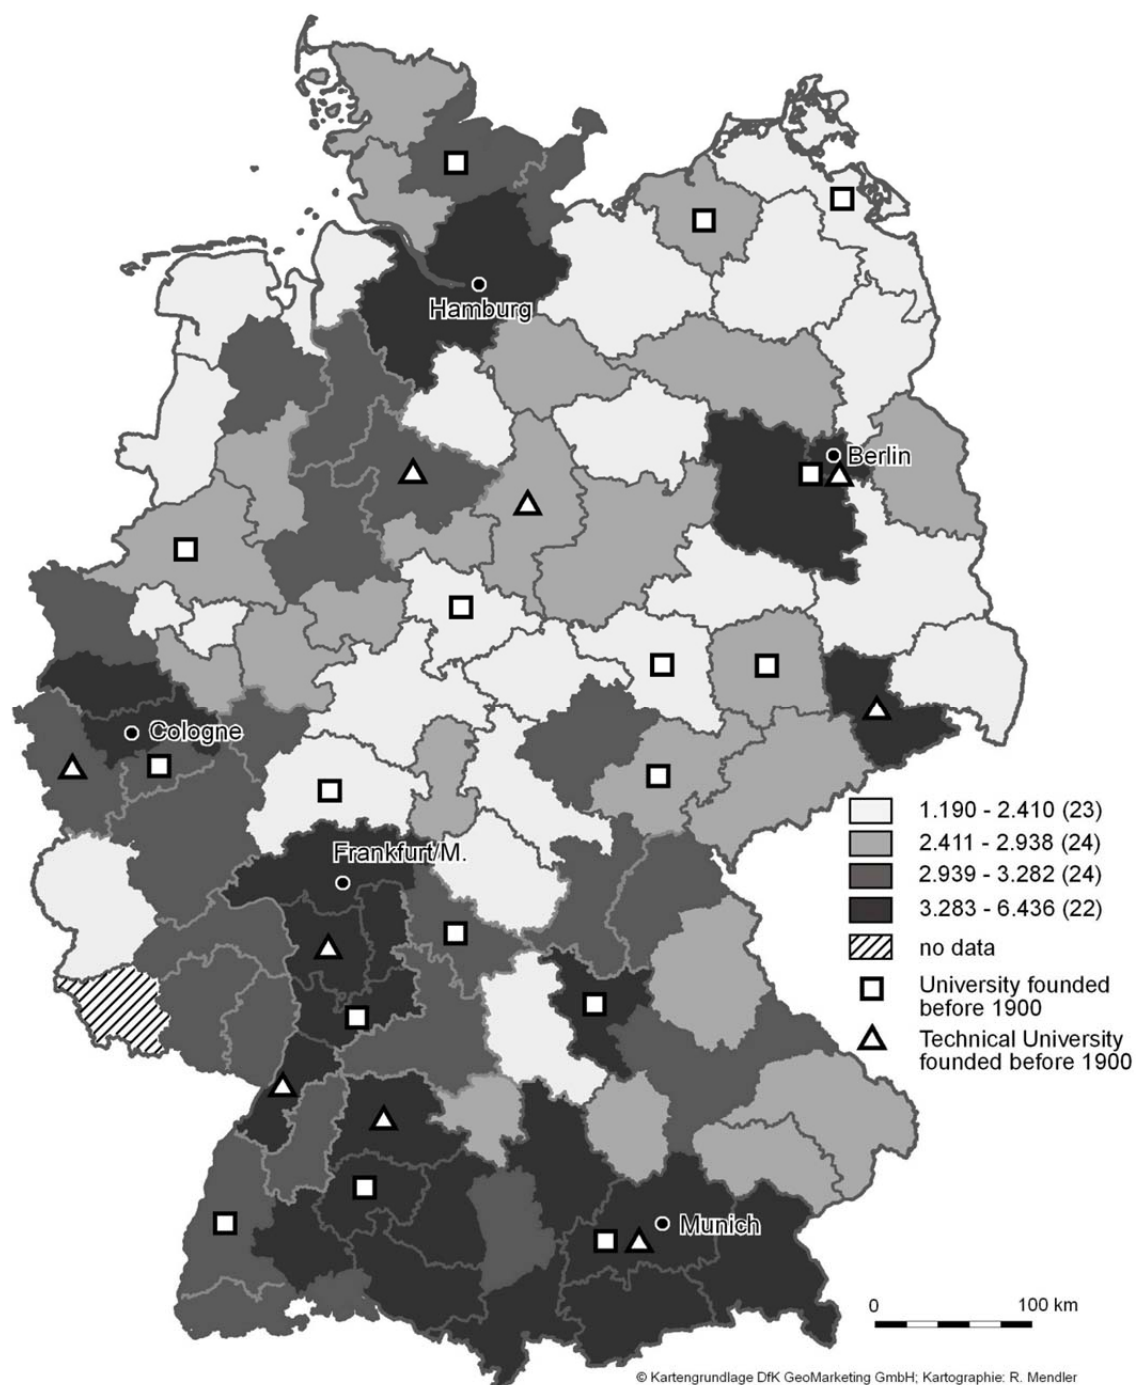 Hamburg
Berlin
Cologne
Frankfurt/M.
Munich
1.190 - 2.410 (23)
2.411 - 2.938 (24)
2.939 - 3.282 (24)
3.283 - 6.436 (22)
no data
University founded
before 1900
Technical University
founded before 1900
0 100 km
© Kartengrundlage DfK GeoMarketing GmbH; Kartographie: R. Mendler